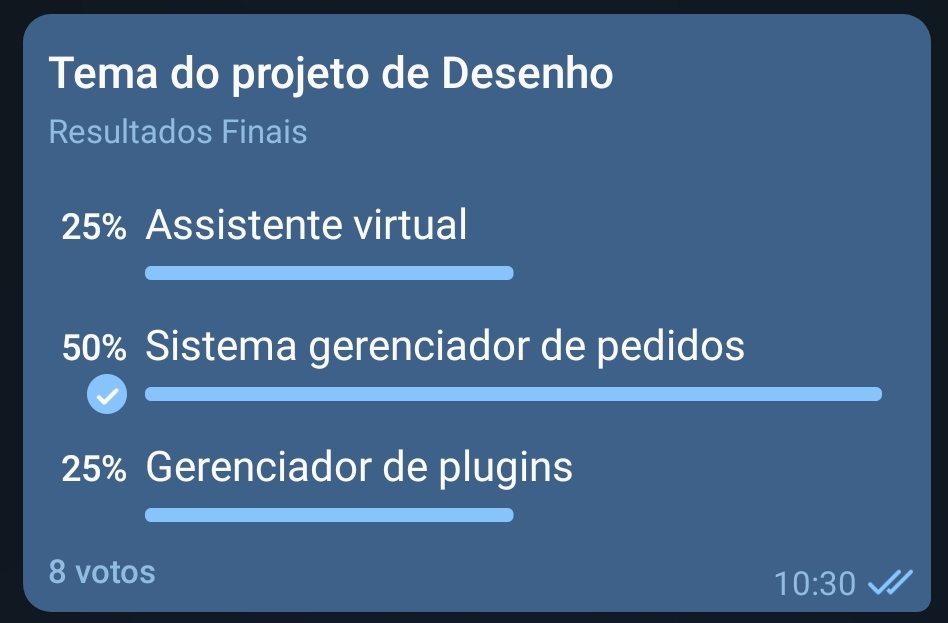 Tema do projeto de Desenho
Resultados Finais
25% Assistente virtual
50% Sistema gerenciador de pedidos
25% Gerenciador de plugins
8 votos
10:30